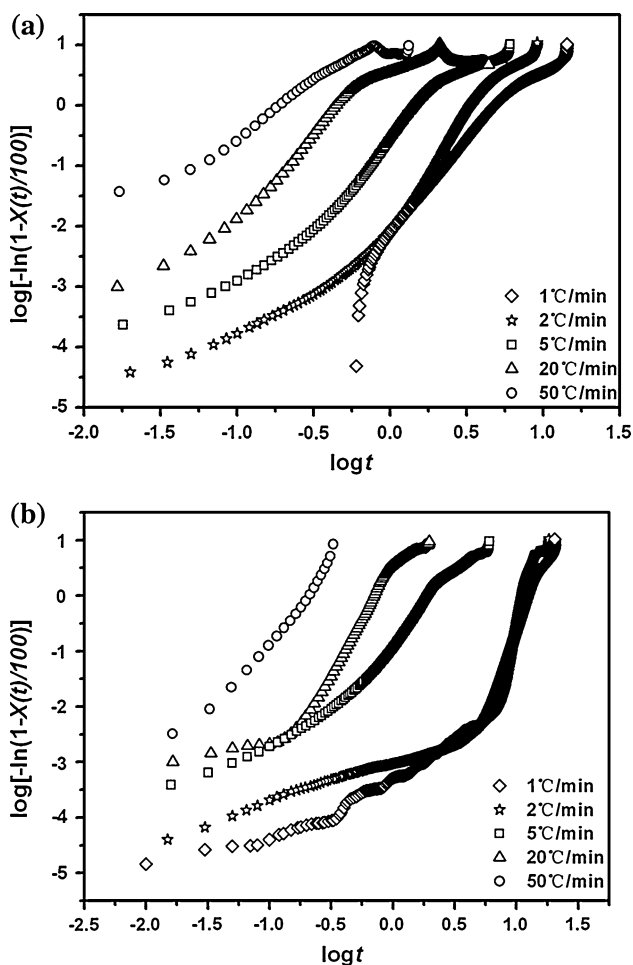 (a)
1
0
-1
-2
-3
-4
-5
log[-ln(1-X(t)/100)]
1℃/min
2℃/min
5℃/min
20℃/min
50℃/min
-2.0 -1.5 -1.0 -0.5 0.0 0.5 1.0 1.5
logt
(b)
1
0
-1
-2
-3
-4
-5
log[-ln(1-X(t)/100)]
1℃/min
2℃/min
5℃/min
20℃/min
50℃/min
-2.5 -2.0 -1.5 -1.0 -0.5 0.0 0.5 1.0 1.5
logt